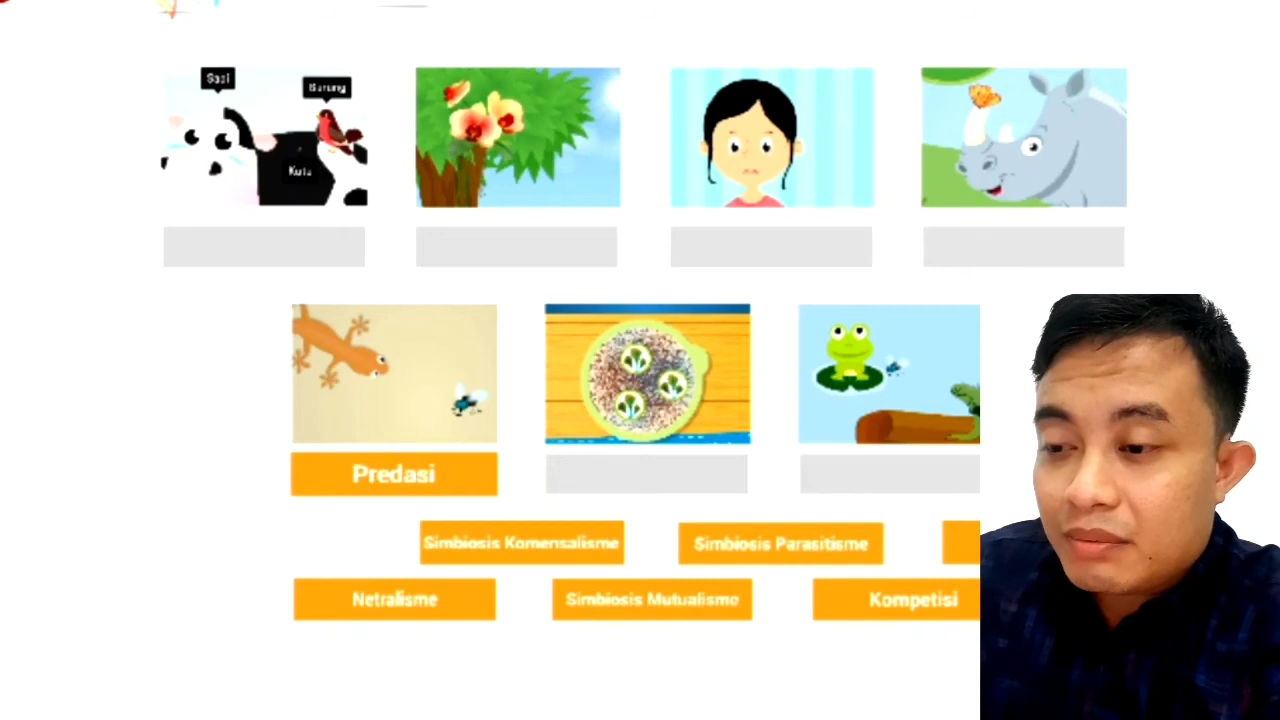 Sapi
Burung
Kutu
Predasi
Simbiosis Komensalisme
Simbiosis Parasitisme
Netralisme
Simbiosis Mutualisme
Kompetisi